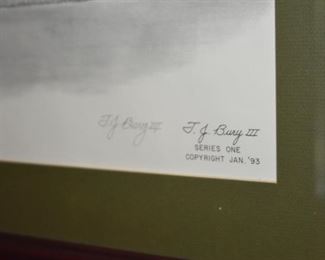 T.J. Bury III
T. J. Bury III
SERIES ONE
COPYRIGHT JAN. '93